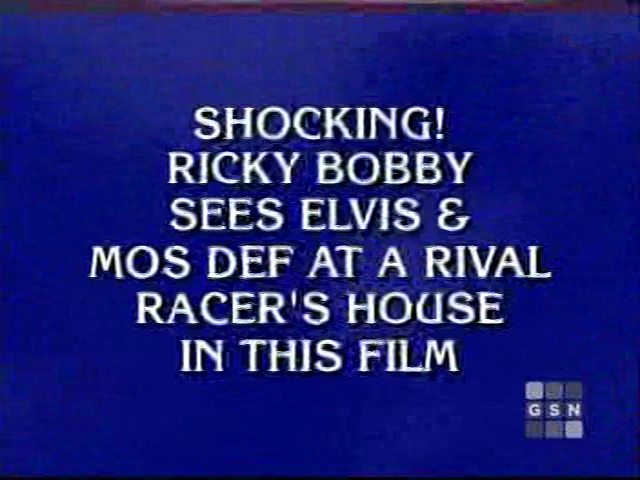 SHOCKING!
RICKY BOBBY
SEES ELVIS &
MOS DEF AT A RIVAL
RACER'S HOUSE
IN THIS FILM
GSN